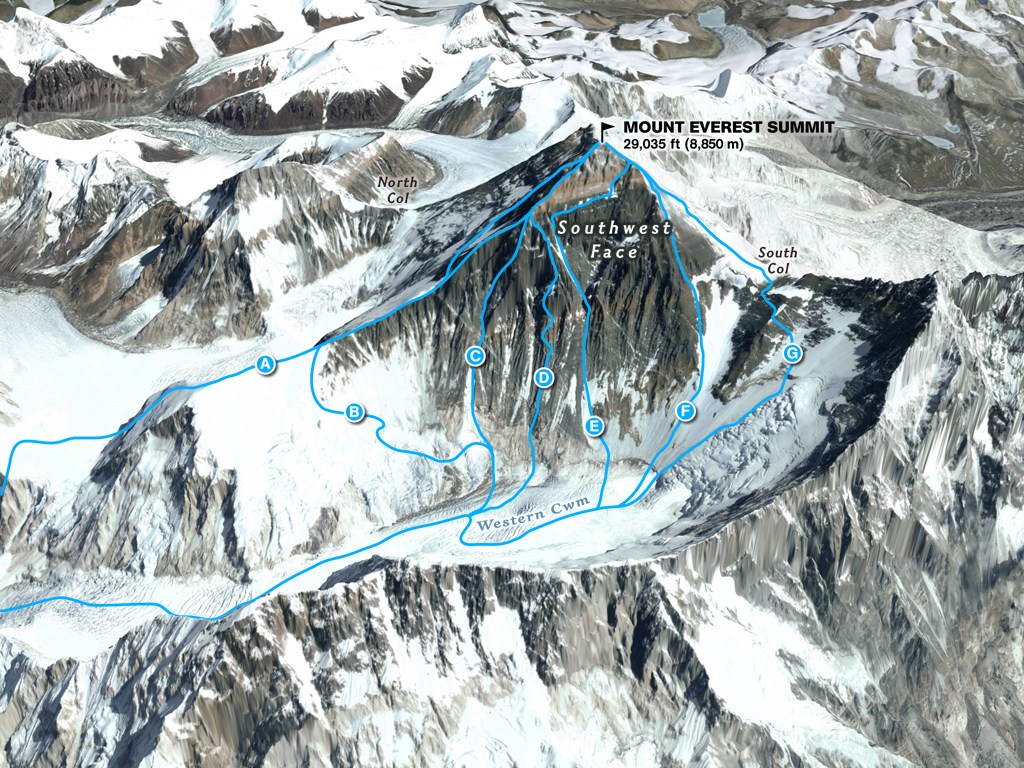 MOUNT EVEREST SUMMIT
29,035 ft (8,850 m)
North
Col
Southwest
Face
South
Col
A
B
C
D
E
F
G
Western Cwm